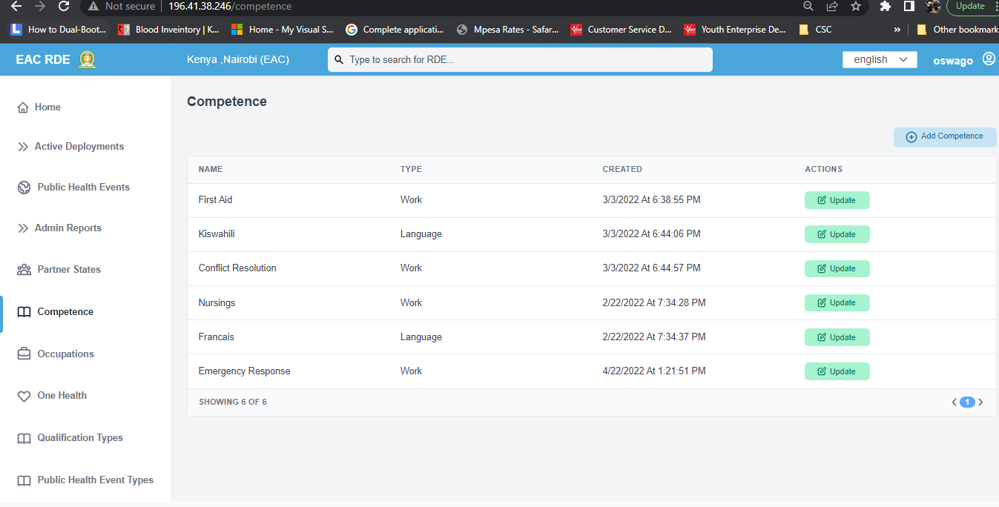 Not secure 196.41.38.246/competence Update
How to Dual-Boot... Blood Inveintory | K... Home - My Visual S... Complete applicati... Mpesa Rates - Safar... Customer Service D... Youth Enterprise De... CSC » Other bookmark
EAC RDE Kenya ,Nairobi (EAC) Type to search for RDE... english oswago
Home
Active Deployments
Public Health Events
Admin Reports
Partner States
Competence
Occupations
One Health
Qualification Types
Public Health Event Types
Competence
Add Competence
NAME TYPE CREATED ACTIONS
First Aid Work 3/3/2022 At 6:38:55 PM Update
Kiswahili Language 3/3/2022 At 6:44:06 PM Update
Conflict Resolution Work 3/3/2022 At 6:44:57 PM Update
Nursings Work 2/22/2022 At 7:34:28 PM Update
Francais Language 2/22/2022 At 7:34:37 PM Update
Emergency Response Work 4/22/2022 At 1:21:51 PM Update
SHOWING 6 OF 6 1